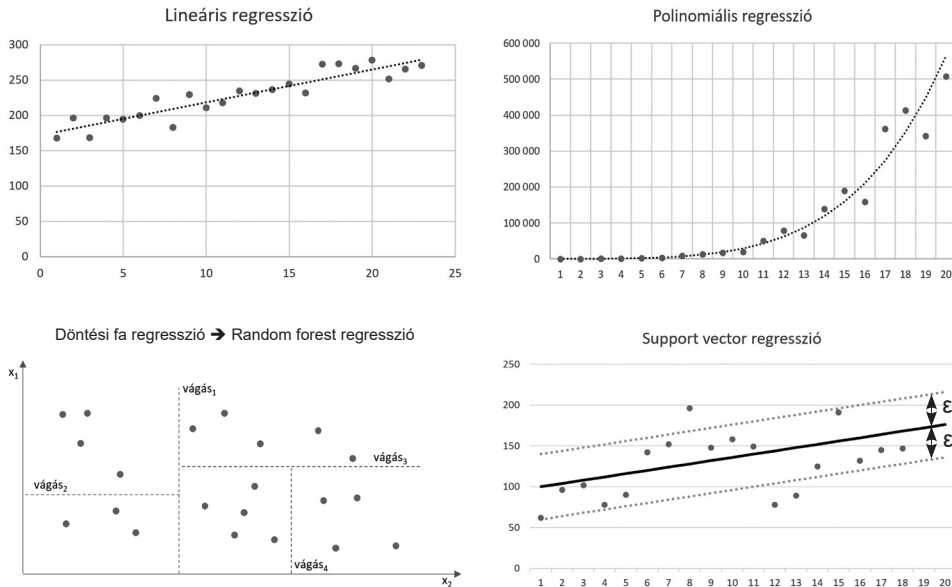 Lineáris regresszió
300
250
200
150
100
50
0
0 5 10 15 20 25
Polinomiális regresszió
600 000
500 000
400 000
300 000
200 000
100 000
0
1 2 3 4 5 6 7 8 9 10 11 12 13 14 15 16 17 18 19 20
Döntési fa regresszió ➔ Random forest regresszió
x₁
vágás₁
vágás₃
vágás₂
vágás₄
x₂
Support vector regresszió
250
200
150
100
50
0
ε
ε
1 2 3 4 5 6 7 8 9 10 11 12 13 14 15 16 17 18 19 20